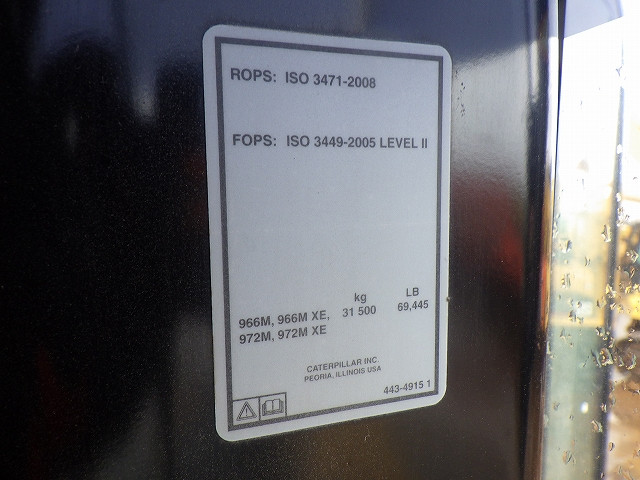 ROPS: ISO 3471-2008
FOPS: ISO 3449-2005 LEVEL II
kg LB
966M, 966M XE, 31 500 69,445
972M, 972M XE
CATERPILLAR INC.
PEORIA, ILLINOIS USA
443-4915 1